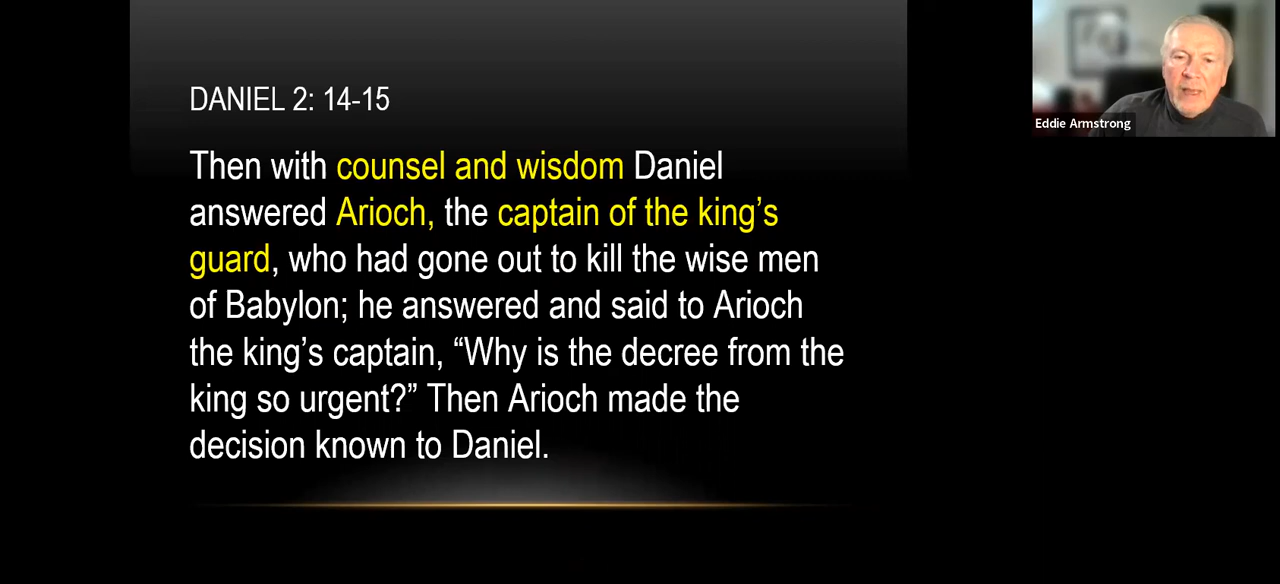 DANIEL 2: 14-15
Then with counsel and wisdom Daniel
answered Arioch, the captain of the king’s
guard, who had gone out to kill the wise men
of Babylon; he answered and said to Arioch
the king’s captain, “Why is the decree from the
king so urgent?” Then Arioch made the
decision known to Daniel.
Eddie Armstrong